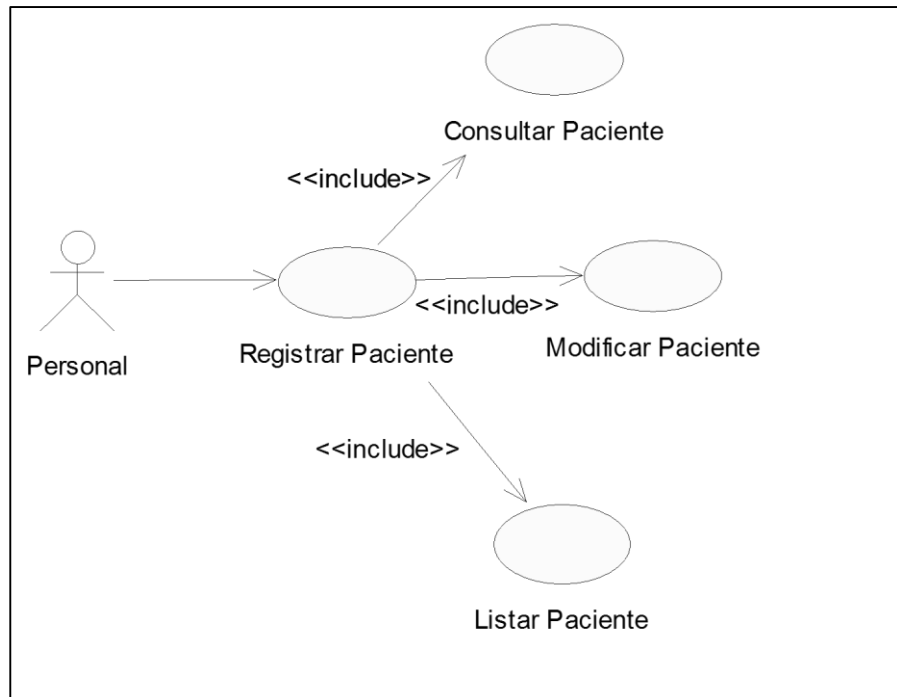 Consultar Paciente
<<include>>
<<include>>
Personal
Registrar Paciente
Modificar Paciente
<<include>>
Listar Paciente